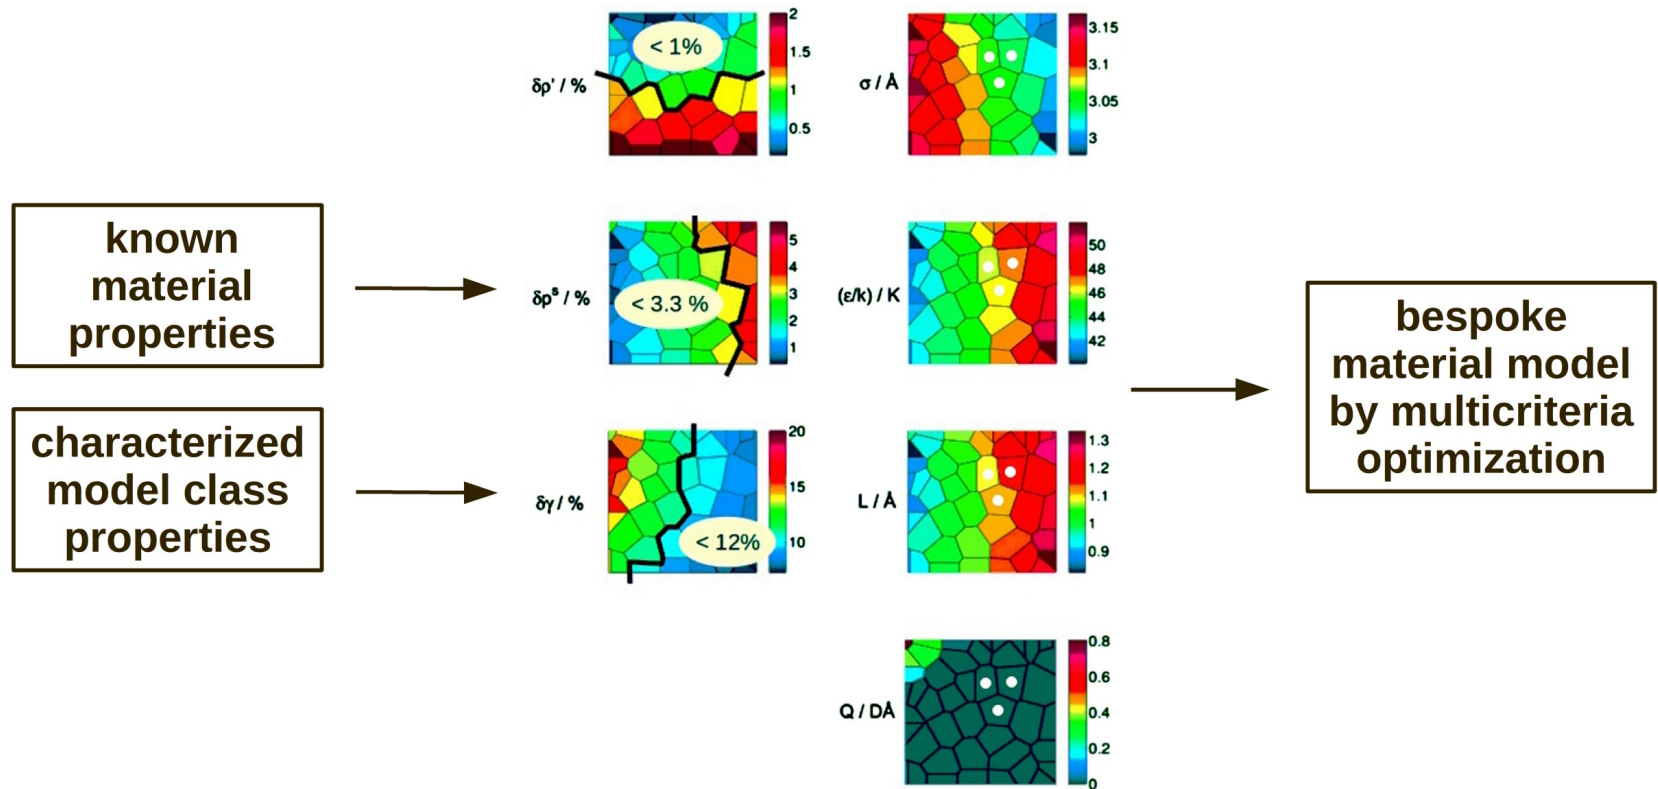 known
material
properties
characterized
model class
properties
δρ' / %
< 1%
2
1.5
1
0.5
δpˢ / %
< 3.3 %
5
4
3
2
1
δγ / %
< 12%
20
15
10
σ / Å
3.15
3.1
3.05
3
(ε/k) / K
50
48
46
44
42
L / Å
1.3
1.2
1.1
1
0.9
Q / DÅ
0.8
0.6
0.4
0.2
0
bespoke
material model
by multicriteria
optimization